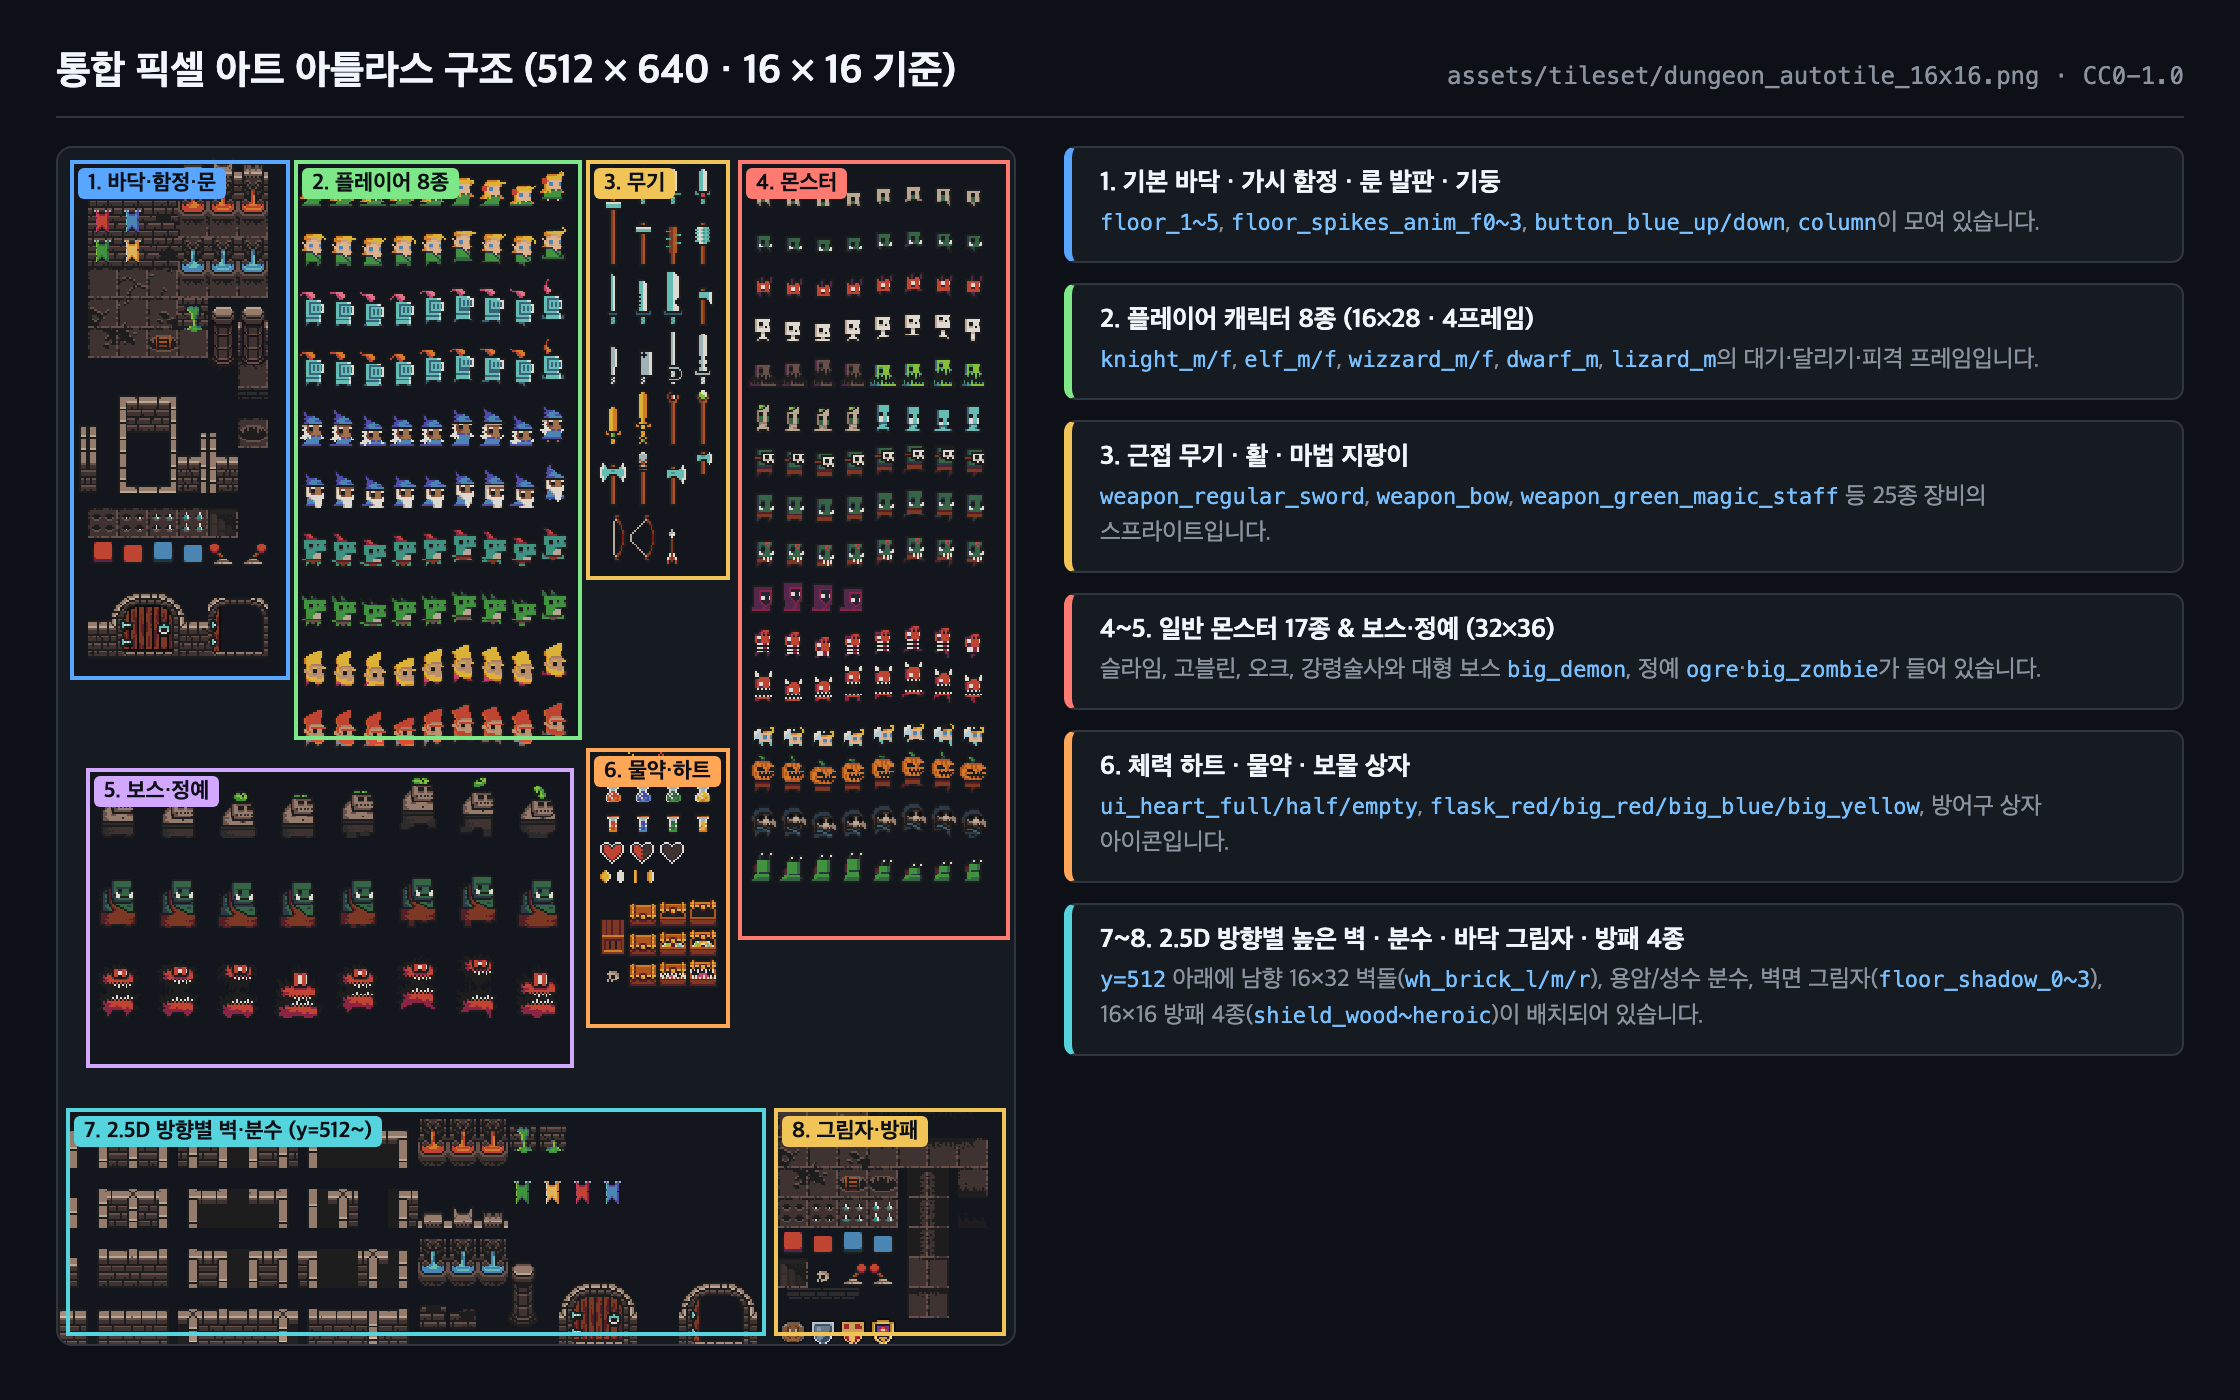 통합 픽셀 아트 아틀라스 구조 (512 × 640 · 16 × 16 기준)
assets/tileset/dungeon_autotile_16x16.png · CC0-1.0
1. 바닥·함정·문
2. 플레이어 8종
3. 무기
4. 몬스터
5. 보스·정예
6. 물약·하트
7. 2.5D 방향별 벽·분수 (y=512~)
8. 그림자·방패
1. 기본 바닥 · 가시 함정 · 룬 발판 · 기둥
floor_1~5, floor_spikes_anim_f0~3, button_blue_up/down, column이 모여 있습니다.
2. 플레이어 캐릭터 8종 (16×28 · 4프레임)
knight_m/f, elf_m/f, wizzard_m/f, dwarf_m, lizard_m의 대기·달리기·피격 프레임입니다.
3. 근접 무기 · 활 · 마법 지팡이
weapon_regular_sword, weapon_bow, weapon_green_magic_staff 등 25종 장비의
스프라이트입니다.
4~5. 일반 몬스터 17종 & 보스·정예 (32×36)
슬라임, 고블린, 오크, 강령술사와 대형 보스 big_demon, 정예 ogre·big_zombie가 들어 있습니다.
6. 체력 하트 · 물약 · 보물 상자
ui_heart_full/half/empty, flask_red/big_red/big_blue/big_yellow, 방어구 상자
아이콘입니다.
7~8. 2.5D 방향별 높은 벽 · 분수 · 바닥 그림자 · 방패 4종
y=512 아래에 남향 16×32 벽돌(wh_brick_l/m/r), 용암/성수 분수, 벽면 그림자(floor_shadow_0~3),
16×16 방패 4종(shield_wood~heroic)이 배치되어 있습니다.